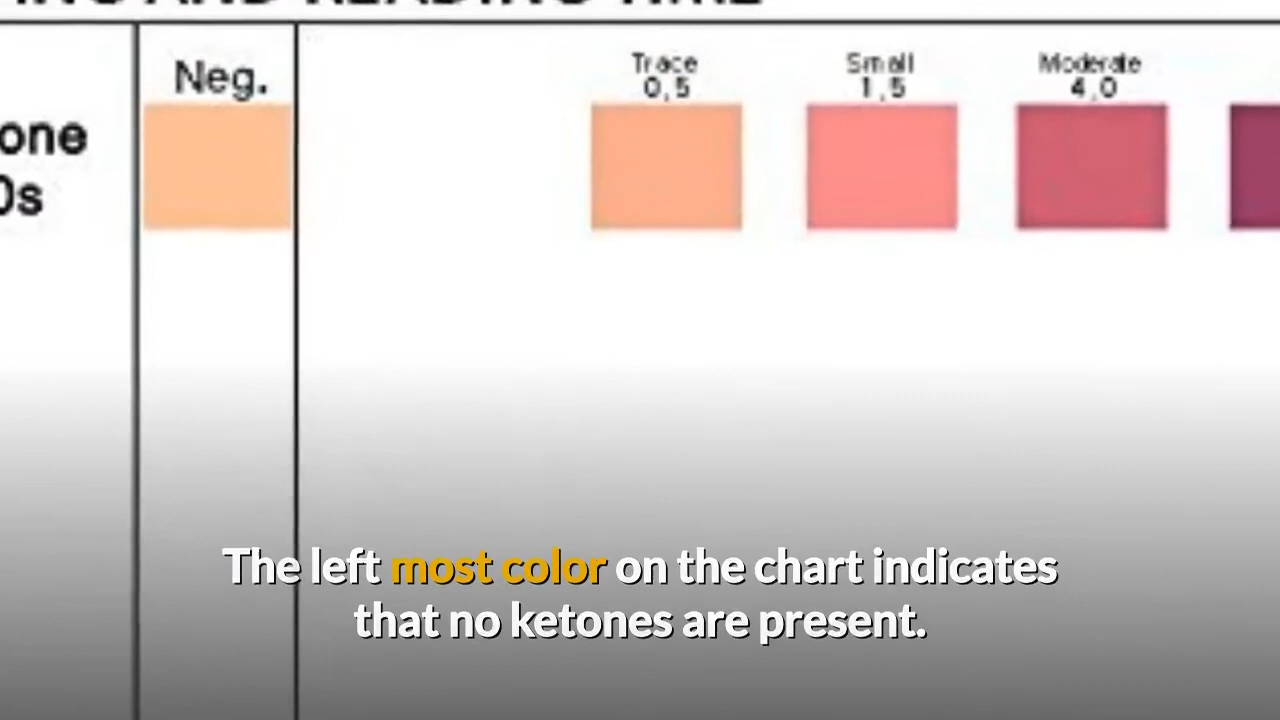 Neg.
Trace
0,5
Small
1,5
Moderate
4,0
one
0s
The left most color on the chart indicates
that no ketones are present.